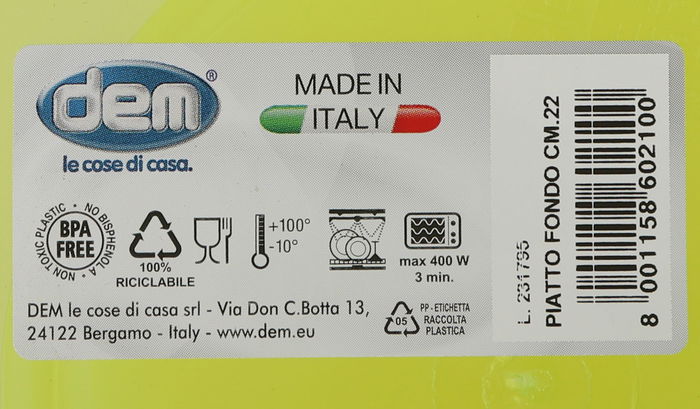 dem®
le cose di casa.
MADE IN
ITALY
NON TOXIC PLASTIC • NO BISPHENOLA •
BPA
FREE
100%
RICICLABILE
+100°
-10°
max 400 W
3 min.
DEM le cose di casa srl - Via Don C.Botta 13,
24122 Bergamo - Italy - www.dem.eu
05
PP - ETICHETTA
RACCOLTA
PLASTICA
L. 231795
PIATTO FONDO CM.22
8 001158 602100